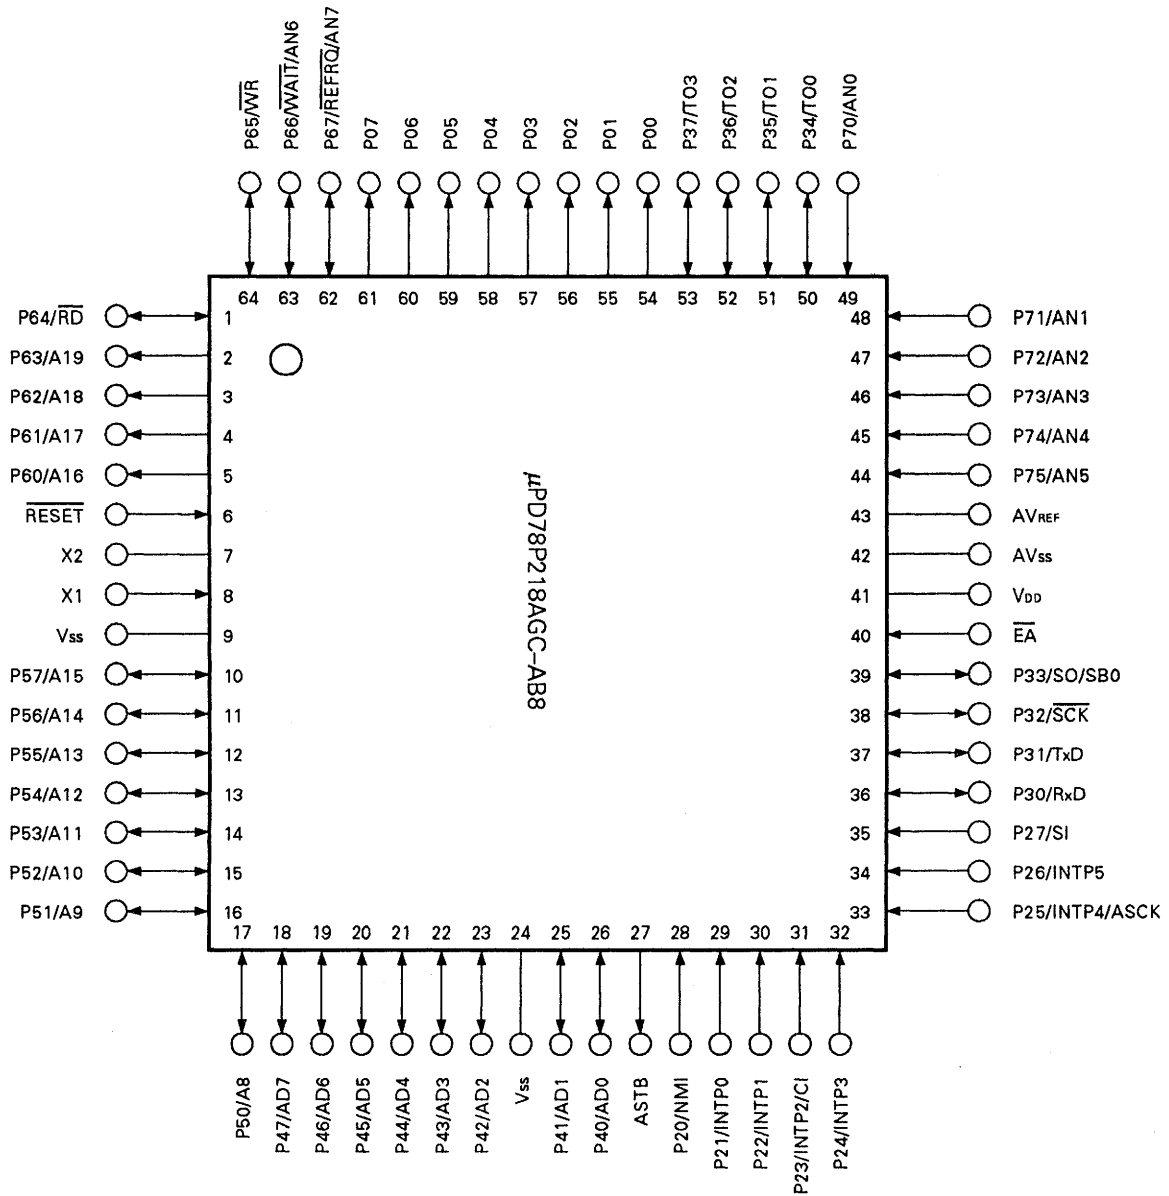 P65/WR
P66/WAIT/AN6
P67/REFRQ/AN7
P07
P06
P05
P04
P03
P02
P01
P00
P37/TO3
P36/TO2
P35/TO1
P34/TO0
P70/AN0
64 63 62 61 60 59 58 57 56 55 54 53 52 51 50 49
P64/RD 1
P63/A19 2
P62/A18 3
P61/A17 4
P60/A16 5
RESET 6
X2 7
X1 8
Vss 9
P57/A15 10
P56/A14 11
P55/A13 12
P54/A12 13
P53/A11 14
P52/A10 15
P51/A9 16
μPD78P218AGC-AB8
48 P71/AN1
47 P72/AN2
46 P73/AN3
45 P74/AN4
44 P75/AN5
43 AVREF
42 AVss
41 VDD
40 EA
39 P33/SO/SB0
38 P32/SCK
37 P31/TxD
36 P30/RxD
35 P27/SI
34 P26/INTP5
33 P25/INTP4/ASCK
17 18 19 20 21 22 23 24 25 26 27 28 29 30 31 32
P50/A8
P47/AD7
P46/AD6
P45/AD5
P44/AD4
P43/AD3
P42/AD2
Vss
P41/AD1
P40/AD0
ASTB
P20/NMI
P21/INTP0
P22/INTP1
P23/INTP2/CI
P24/INTP3